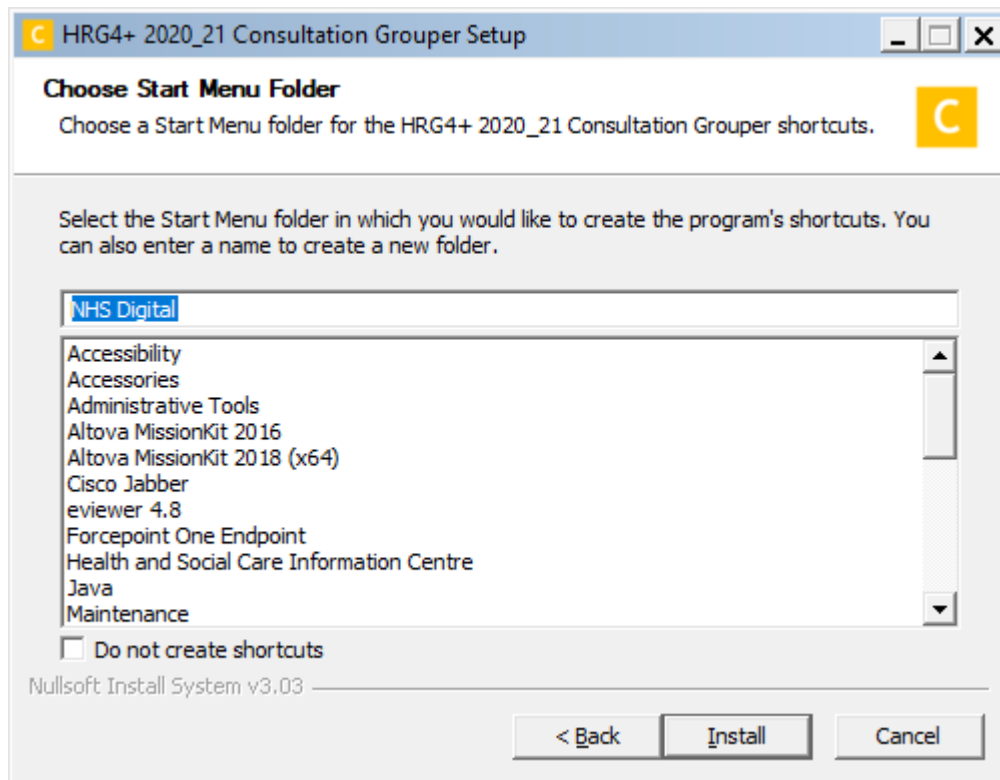 C HRG4+ 2020_21 Consultation Grouper Setup
Choose Start Menu Folder
Choose a Start Menu folder for the HRG4+ 2020_21 Consultation Grouper shortcuts.
C
Select the Start Menu folder in which you would like to create the program's shortcuts. You
can also enter a name to create a new folder.
NHS Digital
Accessibility
Accessories
Administrative Tools
Altova MissionKit 2016
Altova MissionKit 2018 (x64)
Cisco Jabber
eviewer 4.8
Forcepoint One Endpoint
Health and Social Care Information Centre
Java
Maintenance
Do not create shortcuts
Nullsoft Install System v3.03
< Back Install Cancel